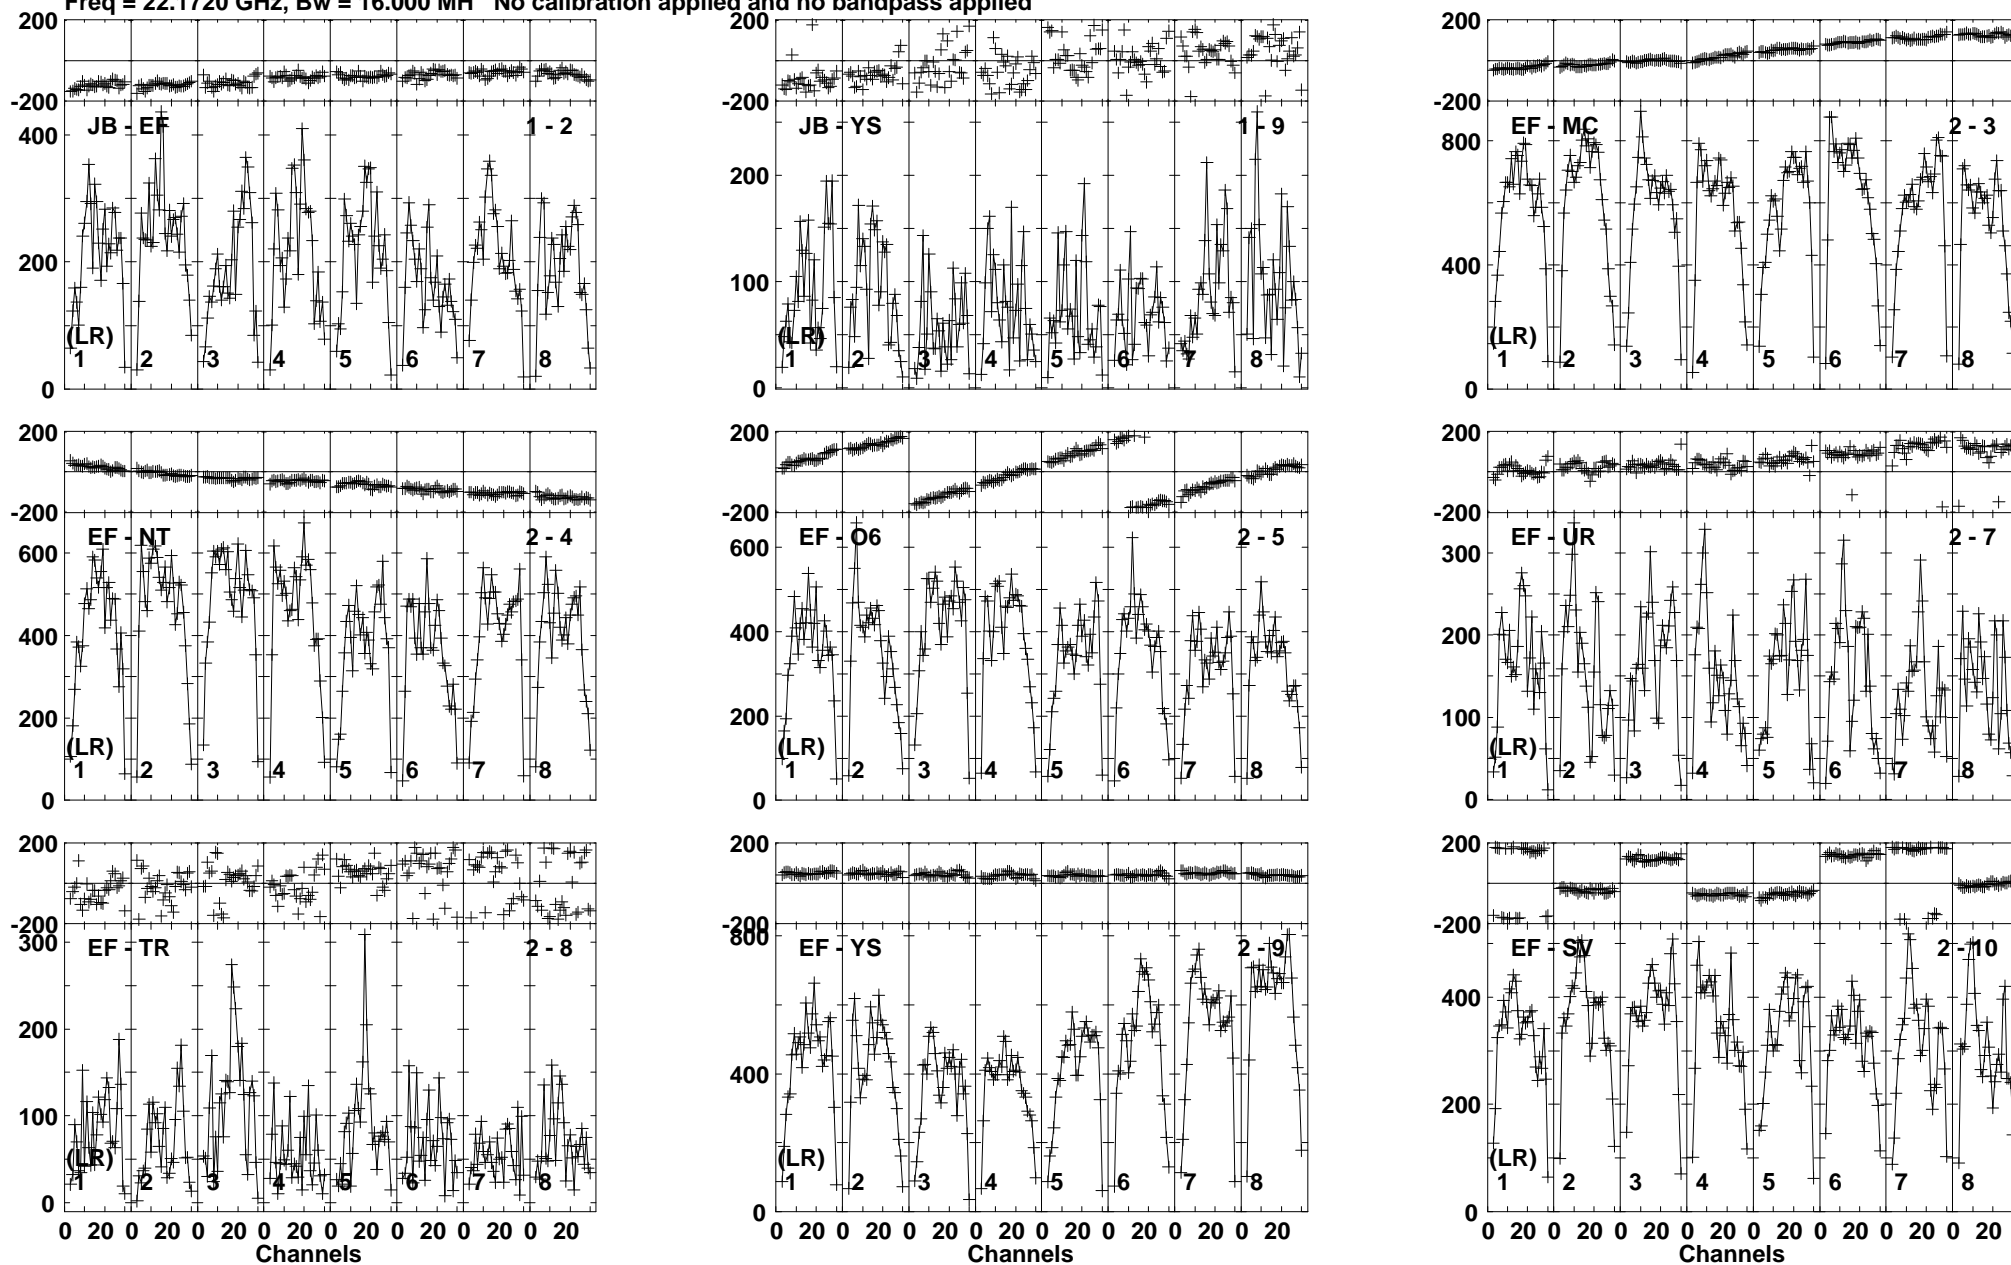 Freq = 22.1720 GHz, Bw = 16.000 MH No calibration applied and no bandpass applied
200
-200
JB - EF 1 - 2
400
200
0
(LR)
1 2 3 4 5 6 7 8
200
-200
JB - YS 1 - 9
200
100
0
(LR)
1 2 3 4 5 6 7 8
200
-200
EF - MC 2 - 3
800
400
0
(LR)
1 2 3 4 5 6 7 8
200
-200
EF - NT 2 - 4
600
400
200
0
(LR)
1 2 3 4 5 6 7 8
200
-200
EF - O6 2 - 5
600
400
200
0
(LR)
1 2 3 4 5 6 7 8
200
-200
EF - UR 2 - 7
300
200
100
0
(LR)
1 2 3 4 5 6 7 8
200
-200
EF - TR 2 - 8
300
200
100
0
(LR)
1 2 3 4 5 6 7 8
0 20 0 20 0 20 0 20 0 20 0 20 0 20 0 20
Channels
200
-200
EF - YS 2 - 9
800
400
0
(LR)
1 2 3 4 5 6 7 8
0 20 0 20 0 20 0 20 0 20 0 20 0 20 0 20
Channels
200
-200
EF - SV 2 - 10
400
200
0
(LR)
1 2 3 4 5 6 7 8
0 20 0 20 0 20 0 20 0 20 0 20 0 20 0 20
Channels